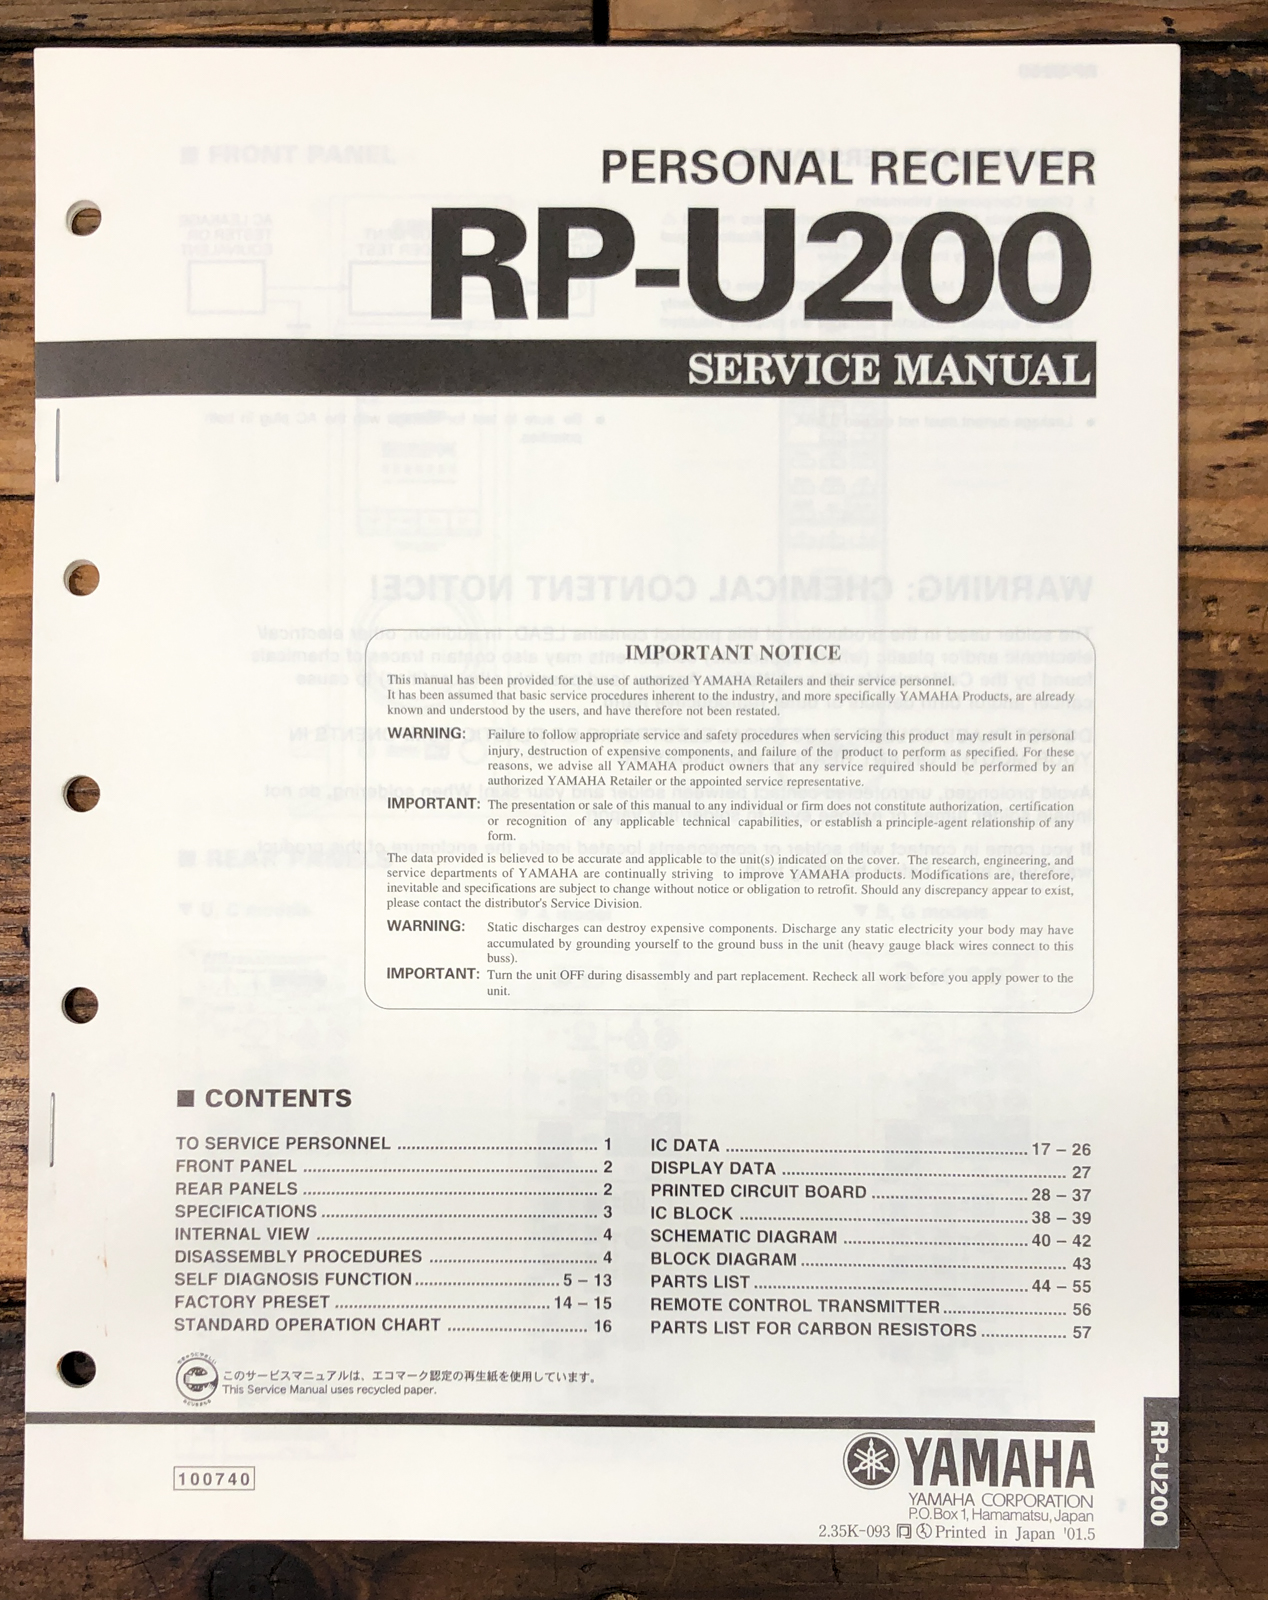 PERSONAL RECIEVER
RP-U200
SERVICE MANUAL
IMPORTANT NOTICE
This manual has been provided for the use of authorized YAMAHA Retailers and their service personnel.
It has been assumed that basic service procedures inherent to the industry, and more specifically YAMAHA Products, are already
known and understood by the users, and have therefore not been restated.
WARNING: Failure to follow appropriate service and safety procedures when servicing this product may result in personal
injury, destruction of expensive components, and failure of the product to perform as specified. For these
reasons, we advise all YAMAHA product owners that any service required should be performed by an
authorized YAMAHA Retailer or the appointed service representative.
IMPORTANT: The presentation or sale of this manual to any individual or firm does not constitute authorization, certification
or recognition of any applicable technical capabilities, or establish a principle-agent relationship of any
form.
The data provided is believed to be accurate and applicable to the unit(s) indicated on the cover. The research, engineering, and
service departments of YAMAHA are continually striving to improve YAMAHA products. Modifications are, therefore,
inevitable and specifications are subject to change without notice or obligation to retrofit. Should any discrepancy appear to exist,
please contact the distributor's Service Division.
WARNING: Static discharges can destroy expensive components. Discharge any static electricity your body may have
accumulated by grounding yourself to the ground buss in the unit (heavy gauge black wires connect to this
buss).
IMPORTANT: Turn the unit OFF during disassembly and part replacement. Recheck all work before you apply power to the
unit.
■ CONTENTS
TO SERVICE PERSONNEL ........ 1
FRONT PANEL ........ 2
REAR PANELS ........ 2
SPECIFICATIONS ........ 3
INTERNAL VIEW ........ 4
DISASSEMBLY PROCEDURES ........ 4
SELF DIAGNOSIS FUNCTION ........ 5 – 13
FACTORY PRESET ........ 14 – 15
STANDARD OPERATION CHART ........ 16
IC DATA ........ 17 – 26
DISPLAY DATA ........ 27
PRINTED CIRCUIT BOARD ........ 28 – 37
IC BLOCK ........ 38 – 39
SCHEMATIC DIAGRAM ........ 40 – 42
BLOCK DIAGRAM ........ 43
PARTS LIST ........ 44 – 55
REMOTE CONTROL TRANSMITTER ........ 56
PARTS LIST FOR CARBON RESISTORS ........ 57
このサービスマニュアルは、エコマーク認定の再生紙を使用しています。
This Service Manual uses recycled paper.
100740
YAMAHA
YAMAHA CORPORATION
P.O.Box 1, Hamamatsu, Japan
2.35K-093 Printed in Japan '01.5
RP-U200